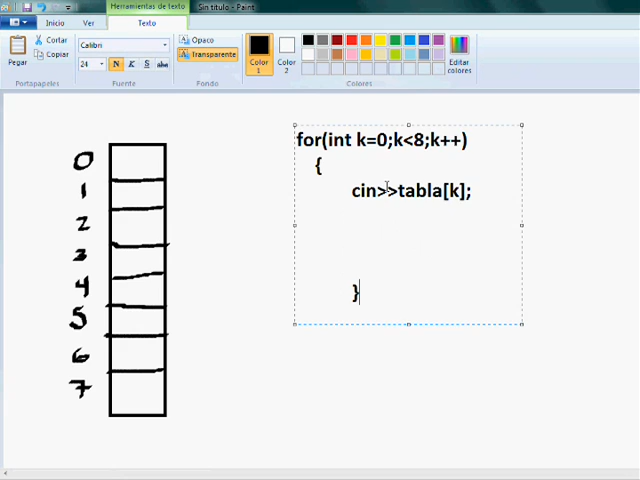 Herramientas de texto
Sin título - Paint
Inicio
Ver
Texto
Pegar
Cortar
Copiar
Portapapeles
Calibri
24
N K S abc
Fuente
Opaco
Transparente
Fondo
Color
1
Color
2
Editar
colores
Colores
0
1
2
3
4
5
6
7
for(int k=0;k<8;k++)
{
cin>>tabla[k];
}